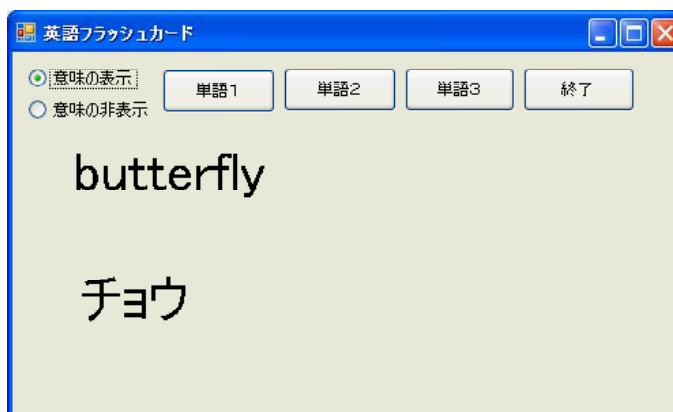 英語フラッシュカード
意味の表示
意味の非表示
単語1
単語2
単語3
終了
butterfly
チョウ